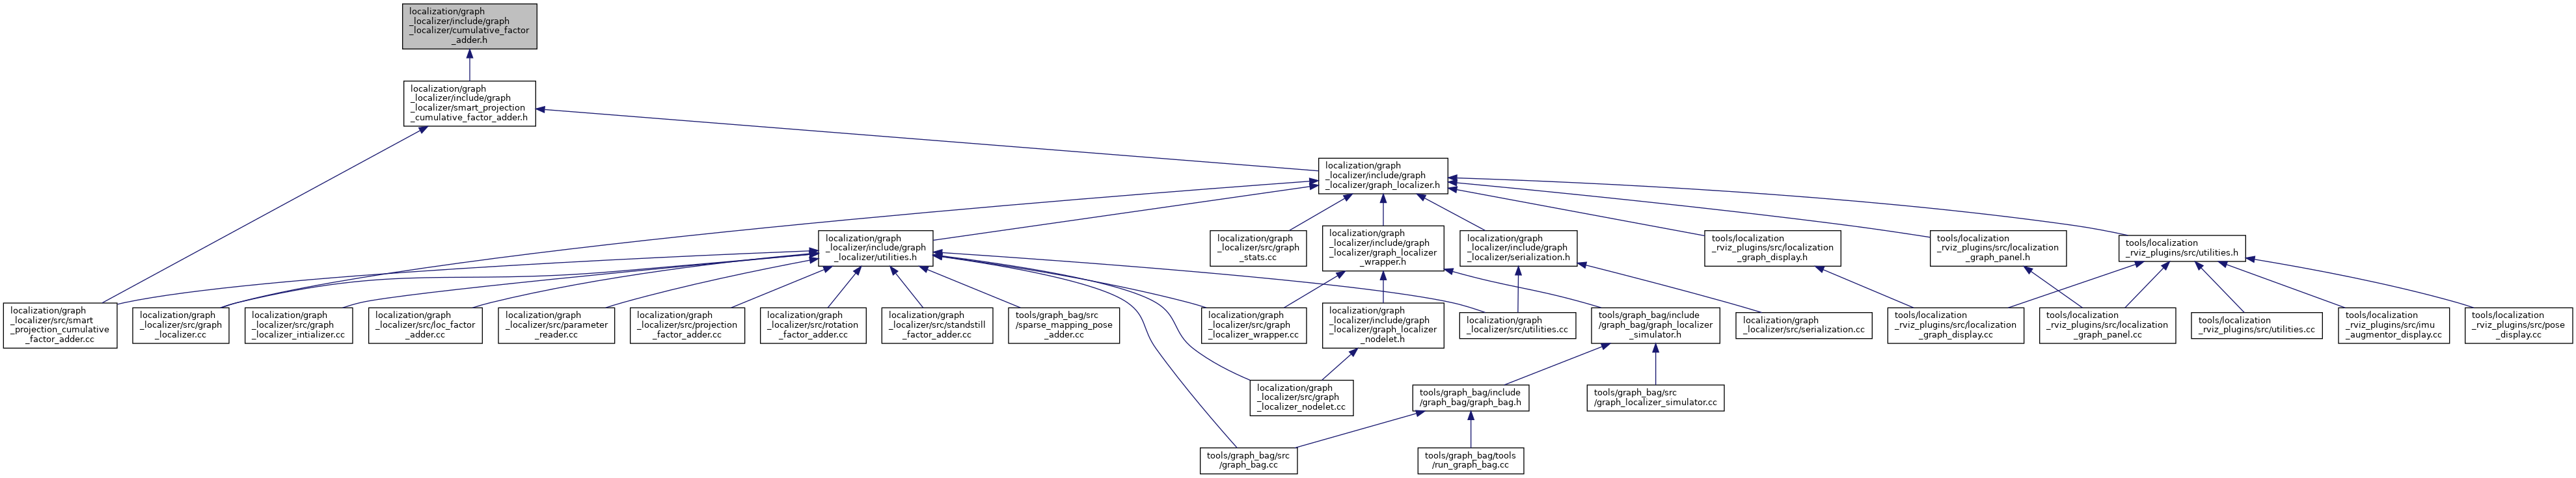 localization/graph
_localizer/include/graph
_localizer/cumulative_factor
_adder.h
localization/graph
_localizer/include/graph
_localizer/smart_projection
_cumulative_factor_adder.h
localization/graph
_localizer/include/graph
_localizer/graph_localizer.h
localization/graph
_localizer/include/graph
_localizer/utilities.h
localization/graph
_localizer/src/graph
_stats.cc
localization/graph
_localizer/include/graph
_localizer/graph_localizer
_wrapper.h
localization/graph
_localizer/include/graph
_localizer/serialization.h
tools/localization
_rviz_plugins/src/localization
_graph_display.h
tools/localization
_rviz_plugins/src/localization
_graph_panel.h
tools/localization
_rviz_plugins/src/utilities.h
localization/graph
_localizer/src/smart
_projection_cumulative
_factor_adder.cc
localization/graph
_localizer/src/graph
_localizer.cc
localization/graph
_localizer/src/graph
_localizer_intializer.cc
localization/graph
_localizer/src/loc_factor
_adder.cc
localization/graph
_localizer/src/parameter
_reader.cc
localization/graph
_localizer/src/projection
_factor_adder.cc
localization/graph
_localizer/src/rotation
_factor_adder.cc
localization/graph
_localizer/src/standstill
_factor_adder.cc
tools/graph_bag/src
/sparse_mapping_pose
_adder.cc
localization/graph
_localizer/src/graph
_localizer_wrapper.cc
localization/graph
_localizer/include/graph
_localizer/graph_localizer
_nodelet.h
localization/graph
_localizer/src/utilities.cc
tools/graph_bag/include
/graph_bag/graph_localizer
_simulator.h
localization/graph
_localizer/src/serialization.cc
tools/localization
_rviz_plugins/src/localization
_graph_display.cc
tools/localization
_rviz_plugins/src/localization
_graph_panel.cc
tools/localization
_rviz_plugins/src/utilities.cc
tools/localization
_rviz_plugins/src/imu
_augmentor_display.cc
tools/localization
_rviz_plugins/src/pose
_display.cc
localization/graph
_localizer/src/graph
_localizer_nodelet.cc
tools/graph_bag/include
/graph_bag/graph_bag.h
tools/graph_bag/src
/graph_localizer_simulator.cc
tools/graph_bag/src
/graph_bag.cc
tools/graph_bag/tools
/run_graph_bag.cc